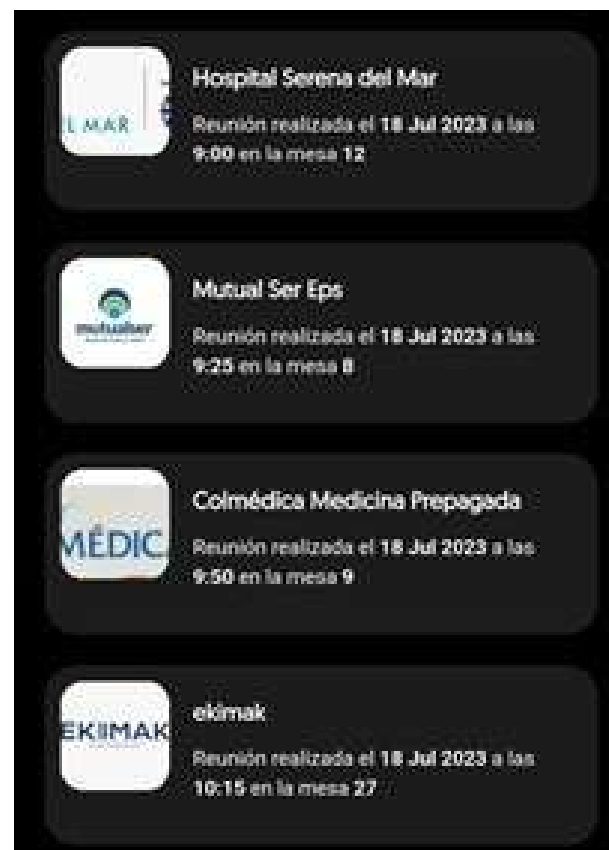 L MAR
Hospital Serena del Mar
Reunión realizada el 18 Jul 2023 a las
9:00 en la mesa 12
mutualser
Mutual Ser Eps
Reunión realizada el 18 Jul 2023 a las
9:25 en la mesa 8
MÉDIC
Colmédica Medicina Prepagada
Reunión realizada el 18 Jul 2023 a las
9:50 en la mesa 9
EKIMAK
ekimak
Reunión realizada el 18 Jul 2023 a las
10:15 en la mesa 27